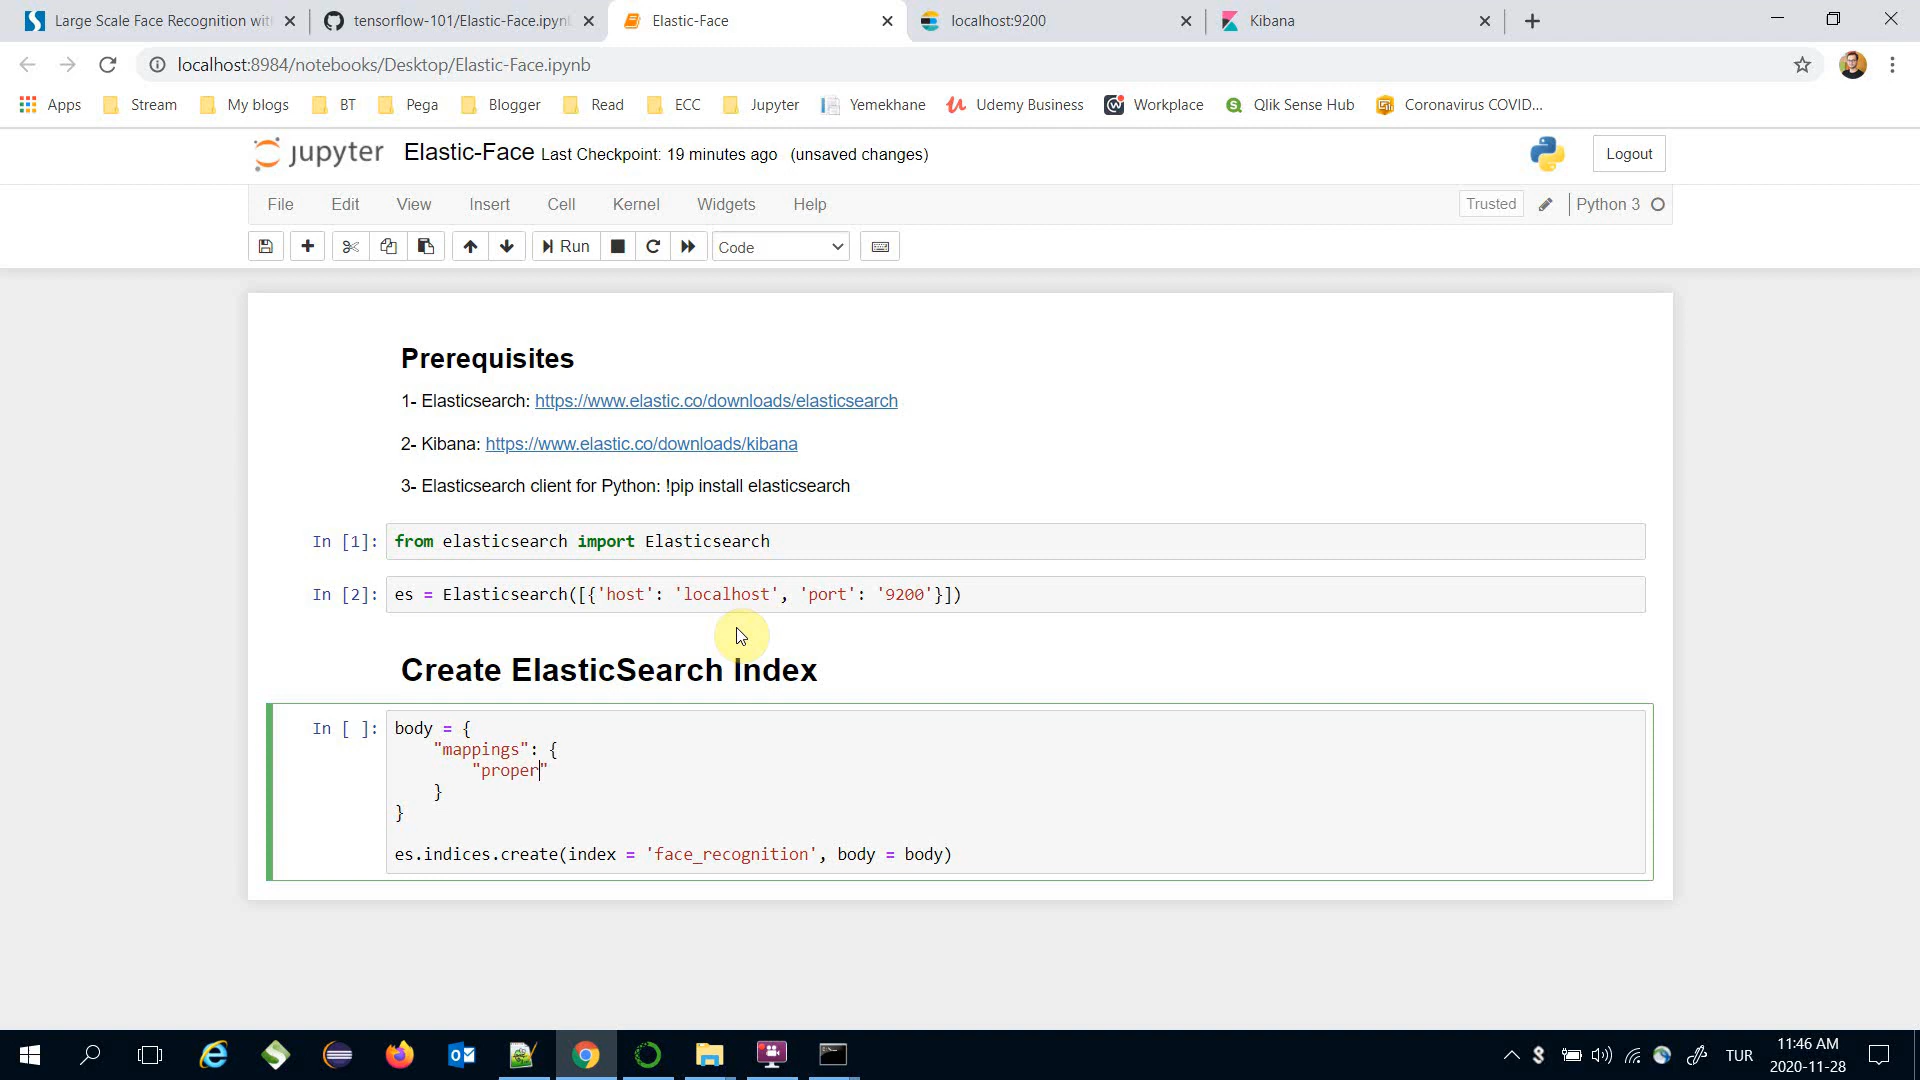 Large Scale Face Recognition wit
tensorflow-101/Elastic-Face.ipyn
Elastic-Face
localhost:9200
Kibana
localhost:8984/notebooks/Desktop/Elastic-Face.ipynb
Apps Stream My blogs BT Pega Blogger Read ECC Jupyter Yemekhane Udemy Business Workplace Qlik Sense Hub Coronavirus COVID...
jupyter Elastic-Face Last Checkpoint: 19 minutes ago (unsaved changes) Logout
File Edit View Insert Cell Kernel Widgets Help Trusted Python 3
Run Code
Prerequisites
1- Elasticsearch: https://www.elastic.co/downloads/elasticsearch
2- Kibana: https://www.elastic.co/downloads/kibana
3- Elasticsearch client for Python: !pip install elasticsearch
In [1]: from elasticsearch import Elasticsearch
In [2]: es = Elasticsearch([{'host': 'localhost', 'port': '9200'}])
Create ElasticSearch Index
In [ ]: body = {
"mappings": {
"proper"
}
}
es.indices.create(index = 'face_recognition', body = body)
TUR
11:46 AM
2020-11-28